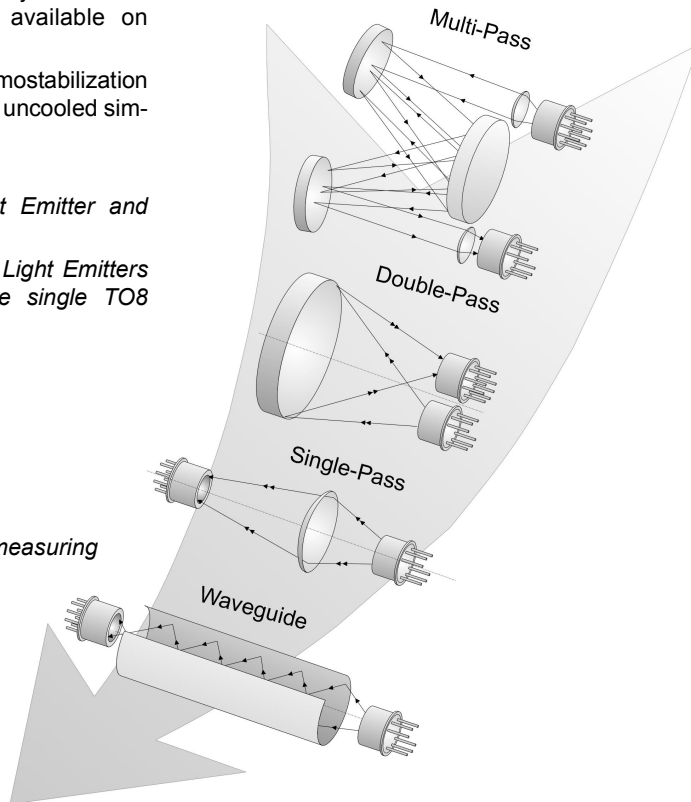 available on
mostabilization
uncooled sim-
t Emitter and
Light Emitters
e single TO8
measuring
Multi-Pass
Double-Pass
Single-Pass
Waveguide